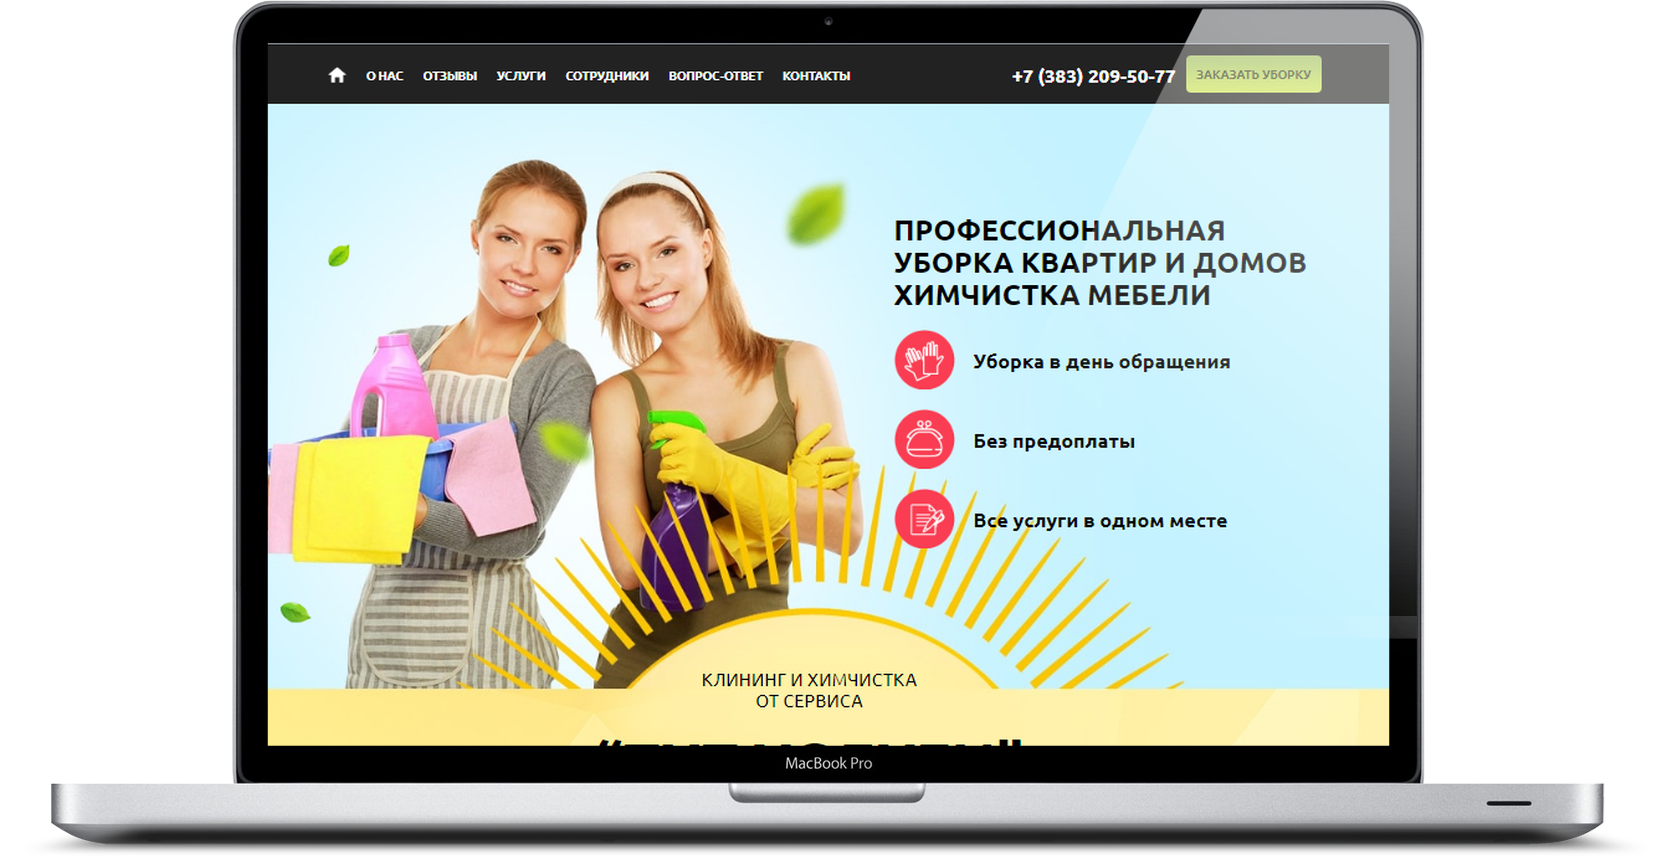 О НАС ОТЗЫВЫ УСЛУГИ СОТРУДНИКИ ВОПРОС-ОТВЕТ КОНТАКТЫ +7 (383) 209-50-77 ЗАКАЗАТЬ УБОРКУ
ПРОФЕССИОНАЛЬНАЯ
УБОРКА КВАРТИР И ДОМОВ
ХИМЧИСТКА МЕБЕЛИ
Уборка в день обращения
Без предоплаты
Все услуги в одном месте
КЛИНИНГ И ХИМЧИСТКА
ОТ СЕРВИСА
MacBook Pro